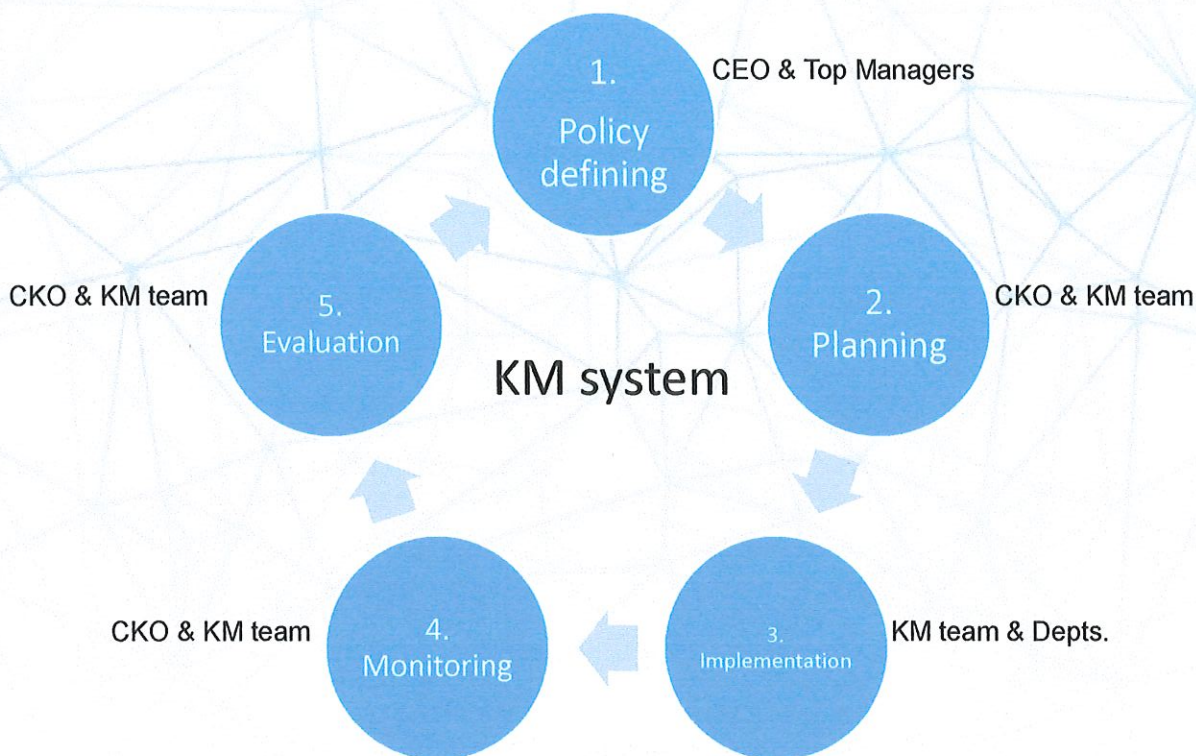 1.
Policy
defining
CEO & Top Managers
2.
Planning
CKO & KM team
3.
Implementation
KM team & Depts.
4.
Monitoring
CKO & KM team
5.
Evaluation
CKO & KM team
KM system